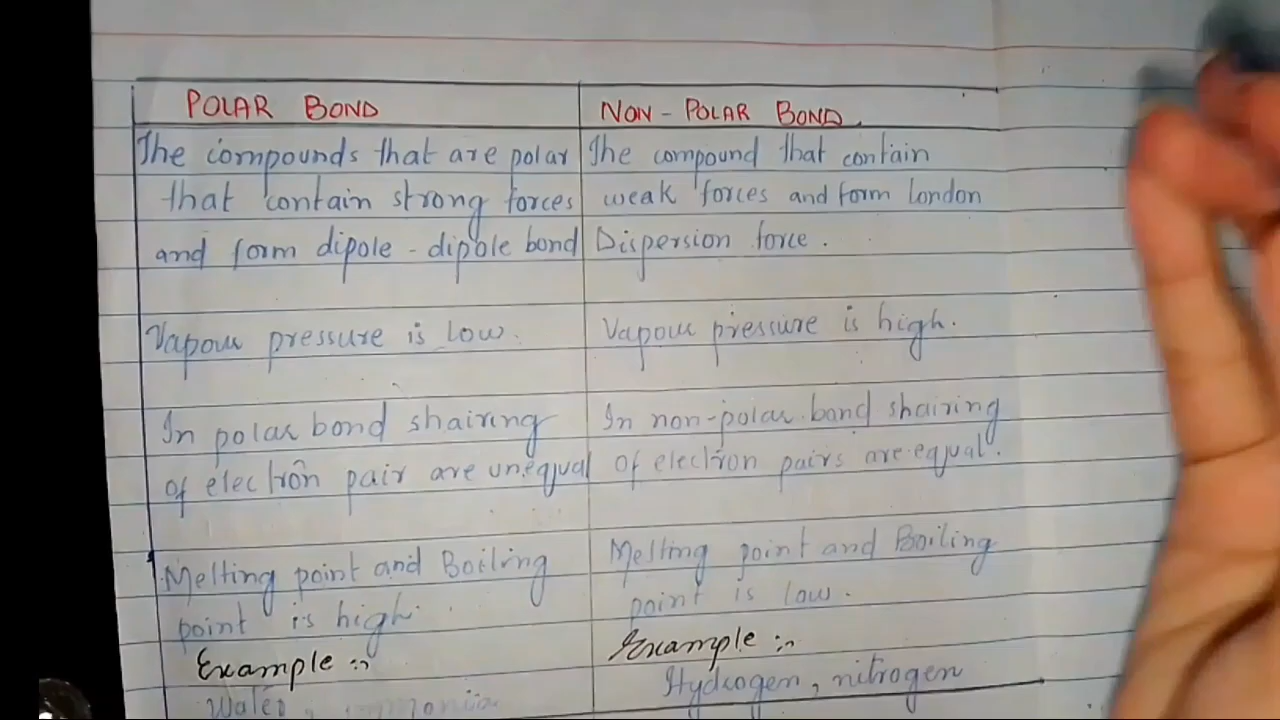 POLAR BOND
The compounds that are polar
that contain strong forces
and form dipole - dipole bond
Vapour pressure is low.
In polar bond shairing
of electron pair are unequal
Melting point and Boiling
point is high.
Example :-
Water, ammonia
NON - POLAR BOND.
The compound that contain
weak forces and form london
Dispersion force.
Vapour pressure is high.
In non-polar bond shairing
of electron pairs are equal.
Melting point and Boiling
point is low.
Example :-
Hydrogen, nitrogen